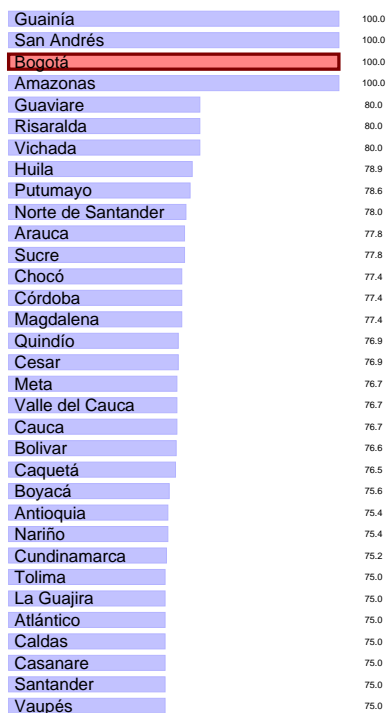 Guainía 100.0
San Andrés 100.0
Bogotá 100.0
Amazonas 100.0
Guaviare 80.0
Risaralda 80.0
Vichada 80.0
Huila 78.9
Putumayo 78.6
Norte de Santander 78.0
Arauca 77.8
Sucre 77.8
Chocó 77.4
Córdoba 77.4
Magdalena 77.4
Quindío 76.9
Cesar 76.9
Meta 76.7
Valle del Cauca 76.7
Cauca 76.7
Bolivar 76.6
Caquetá 76.5
Boyacá 75.6
Antioquia 75.4
Nariño 75.4
Cundinamarca 75.2
Tolima 75.0
La Guajira 75.0
Atlántico 75.0
Caldas 75.0
Casanare 75.0
Santander 75.0
Vaupés 75.0